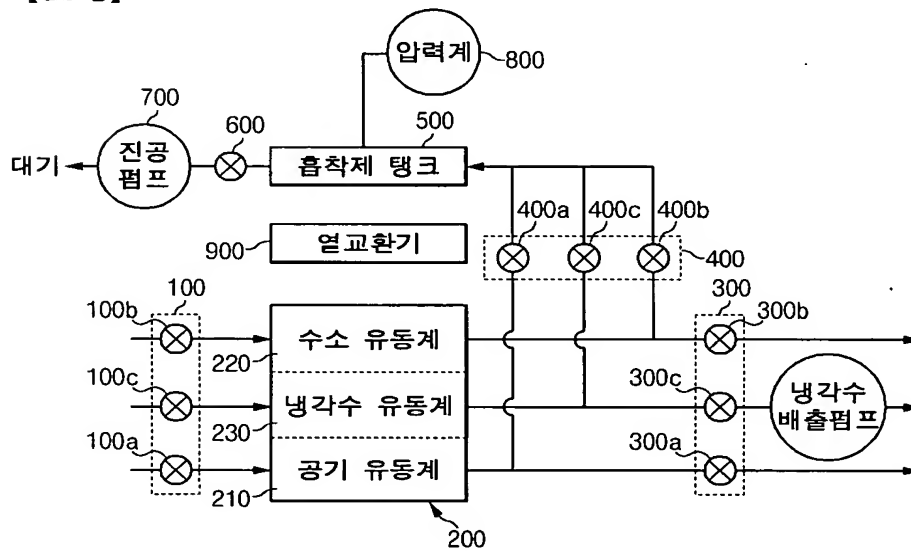 압력계
800
700
600
500
진공
펌프
대기
흡착제 탱크
400a
400c
400b
400
900
열교환기
100
100b
수소 유동계
220
300
300b
100c
냉각수 유동계
230
300c
냉각수
배출펌프
100a
공기 유동계
210
300a
200